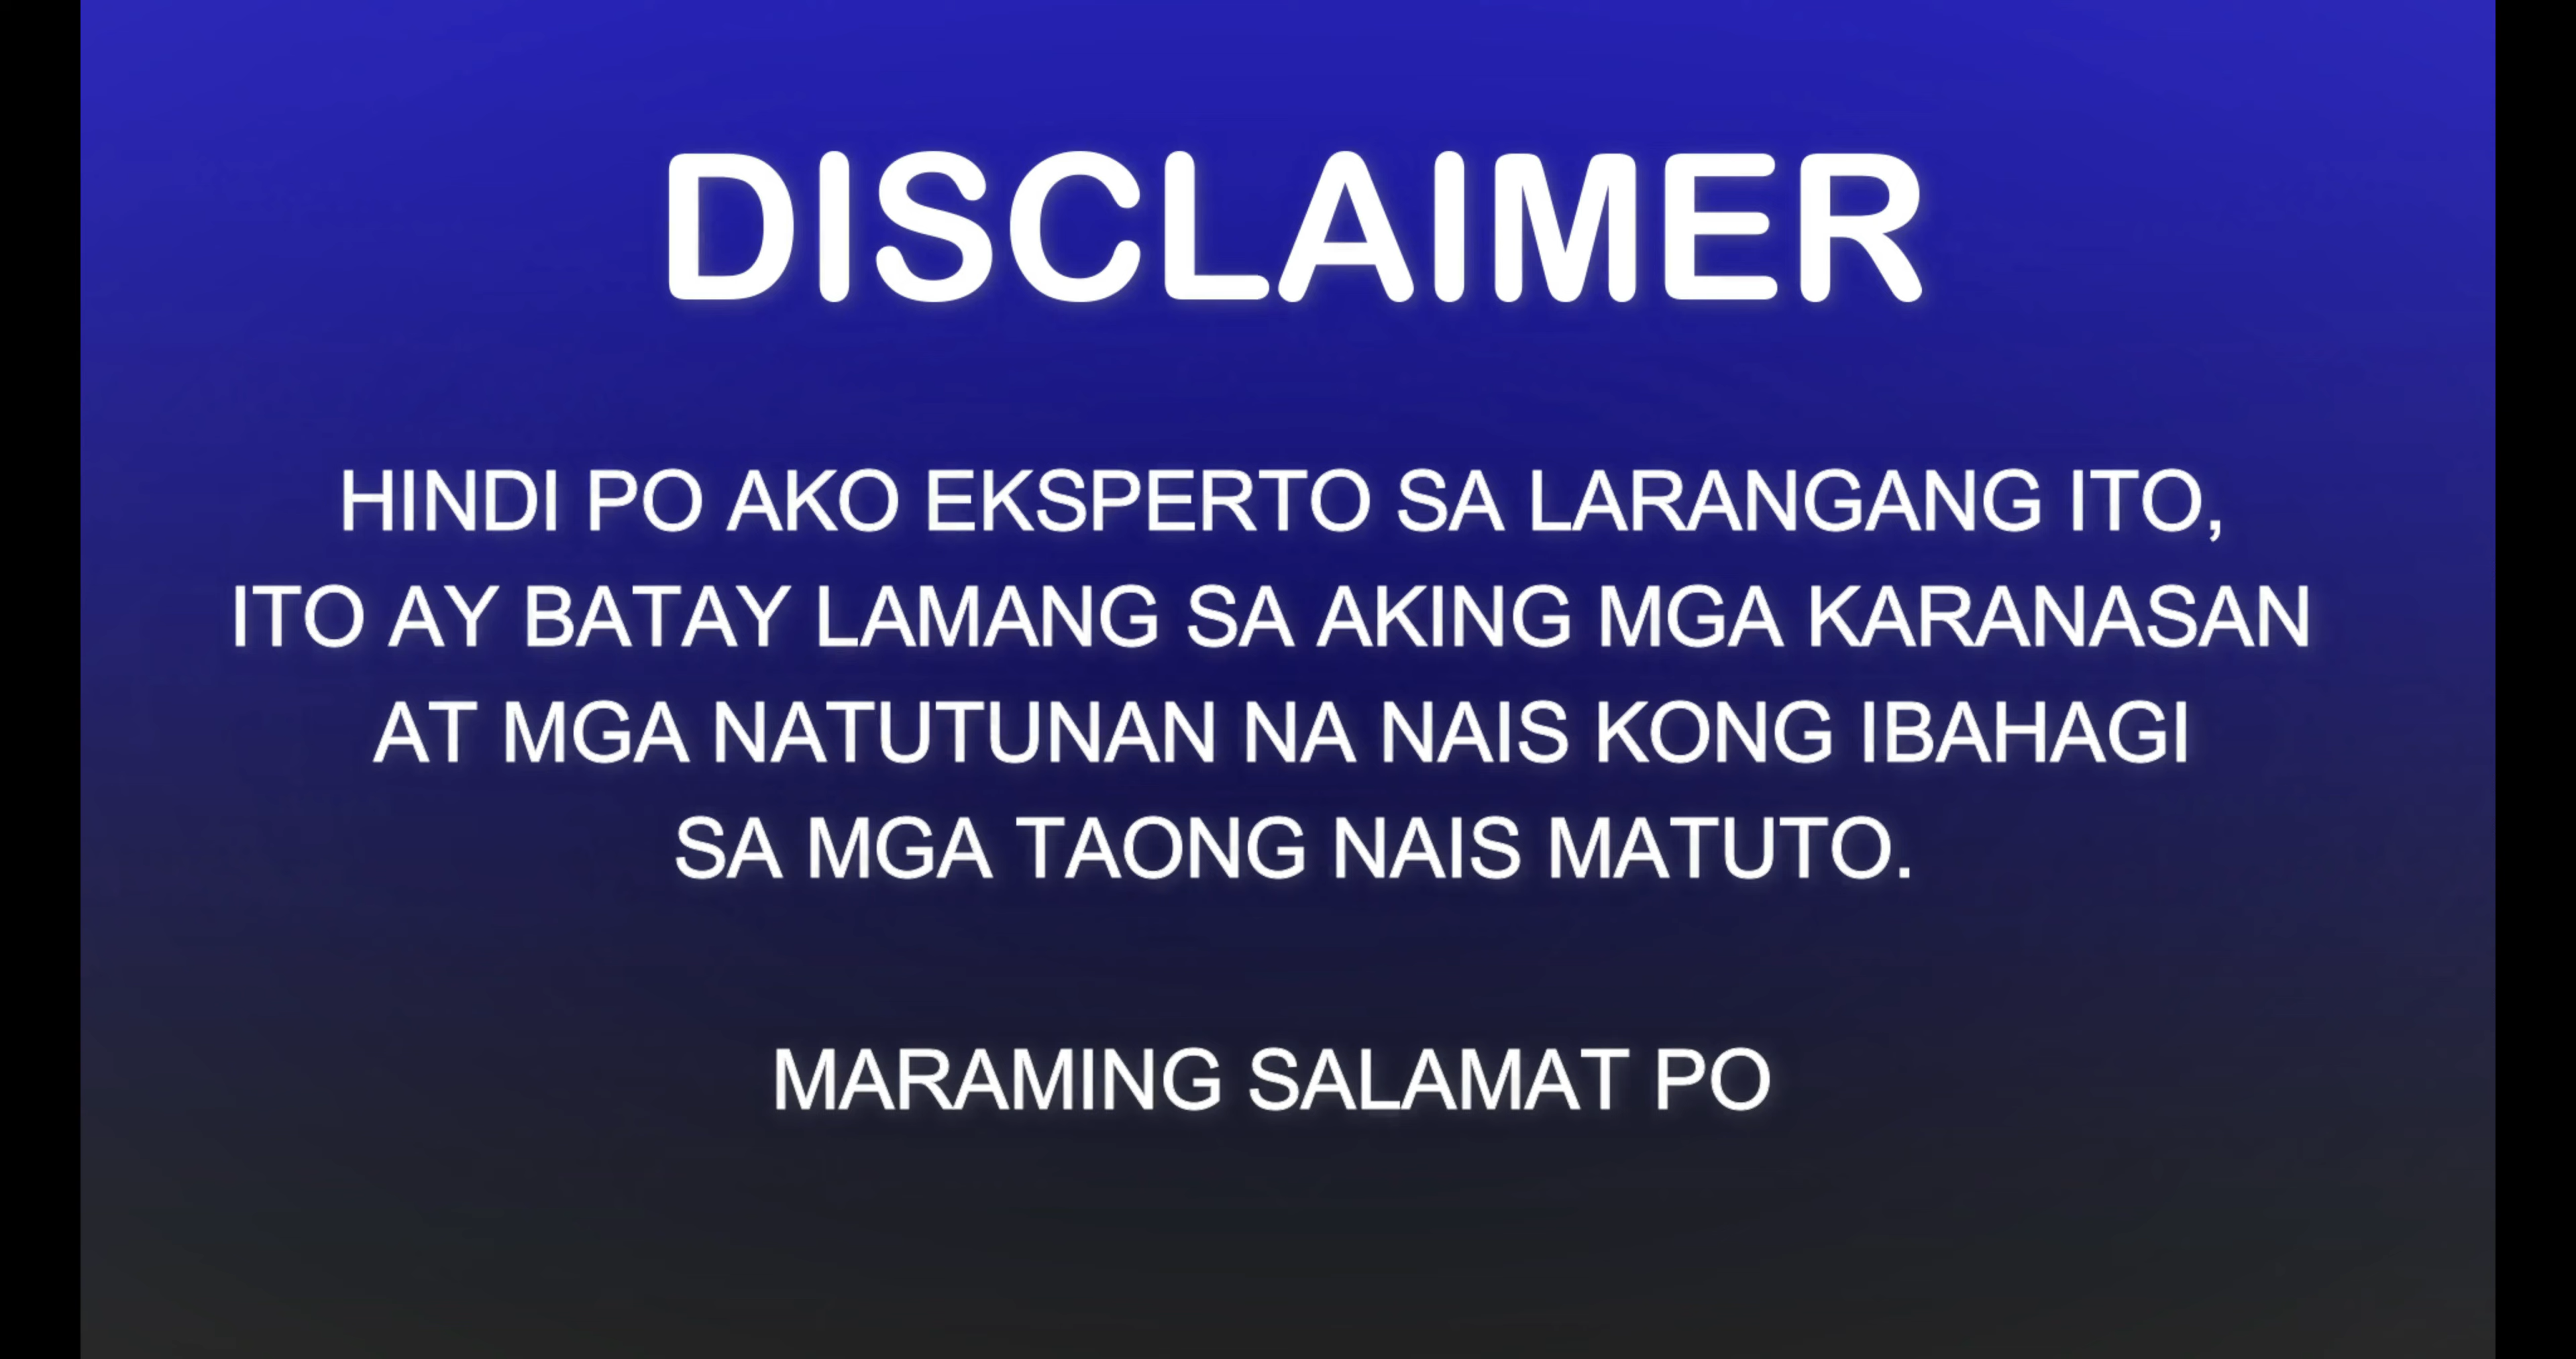 DISCLAIMER
HINDI PO AKO EKSPERTO SA LARANGANG ITO,
ITO AY BATAY LAMANG SA AKING MGA KARANASAN
AT MGA NATUTUNAN NA NAIS KONG IBAHAGI
SA MGA TAONG NAIS MATUTO.
MARAMING SALAMAT PO